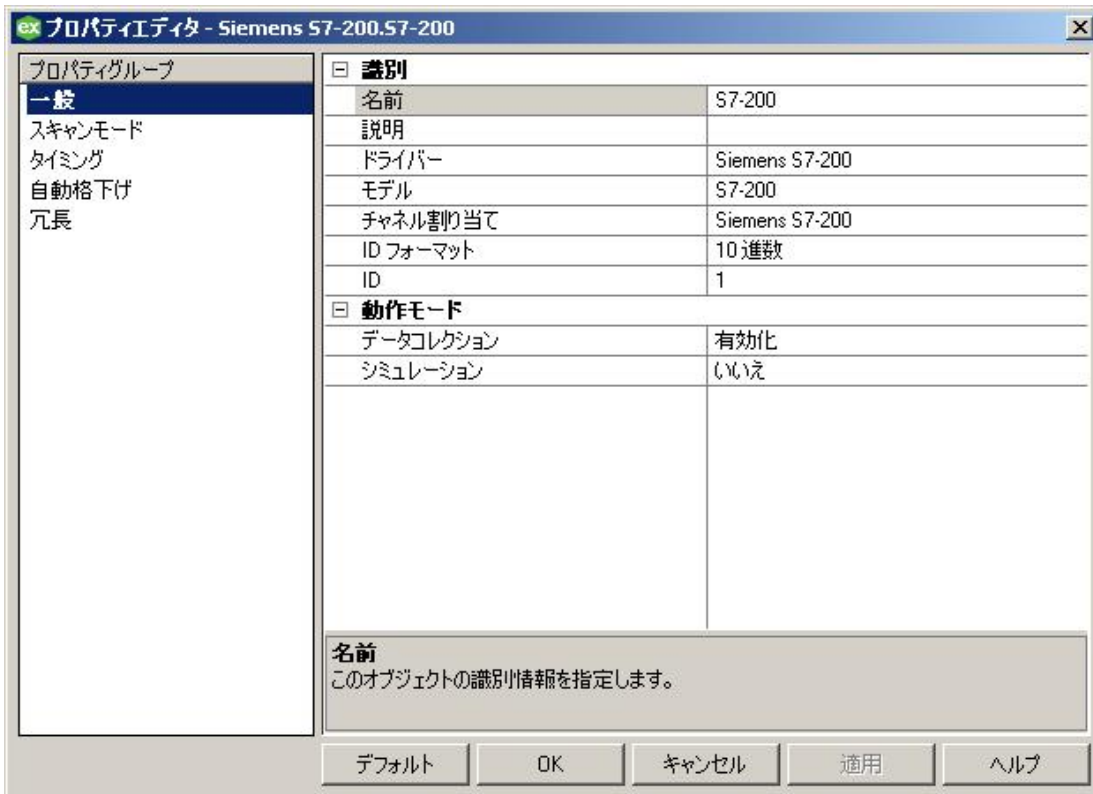 ex プロパティエディタ - Siemens S7-200.S7-200
プロパティグループ
一般
スキャンモード
タイミング
自動格下げ
冗長
識別
名前 S7-200
説明
ドライバー Siemens S7-200
モデル S7-200
チャネル割り当て Siemens S7-200
ID フォーマット 10 進数
ID 1
動作モード
データコレクション 有効化
シミュレーション いいえ
名前
このオブジェクトの識別情報を指定します。
デフォルト OK キャンセル 適用 ヘルプ